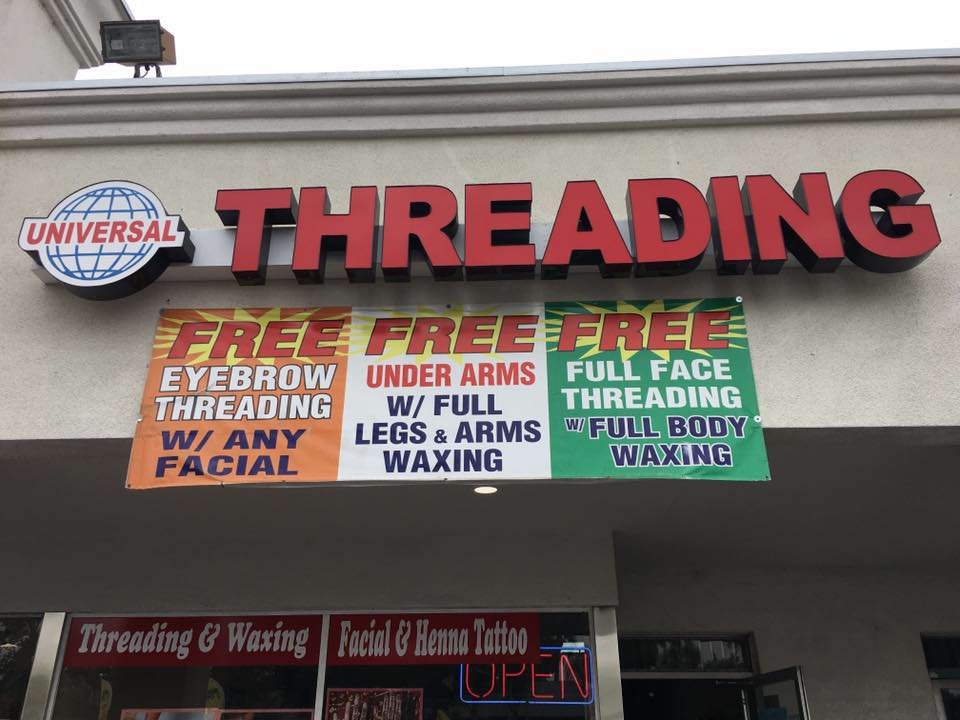 UNIVERSAL
THREADING
FREE
EYEBROW
THREADING
W/ ANY
FACIAL
FREE
UNDER ARMS
W/ FULL
LEGS & ARMS
WAXING
FREE
FULL FACE
THREADING
W/ FULL BODY
WAXING
Threading & Waxing
Facial & Henna Tattoo
OPEN